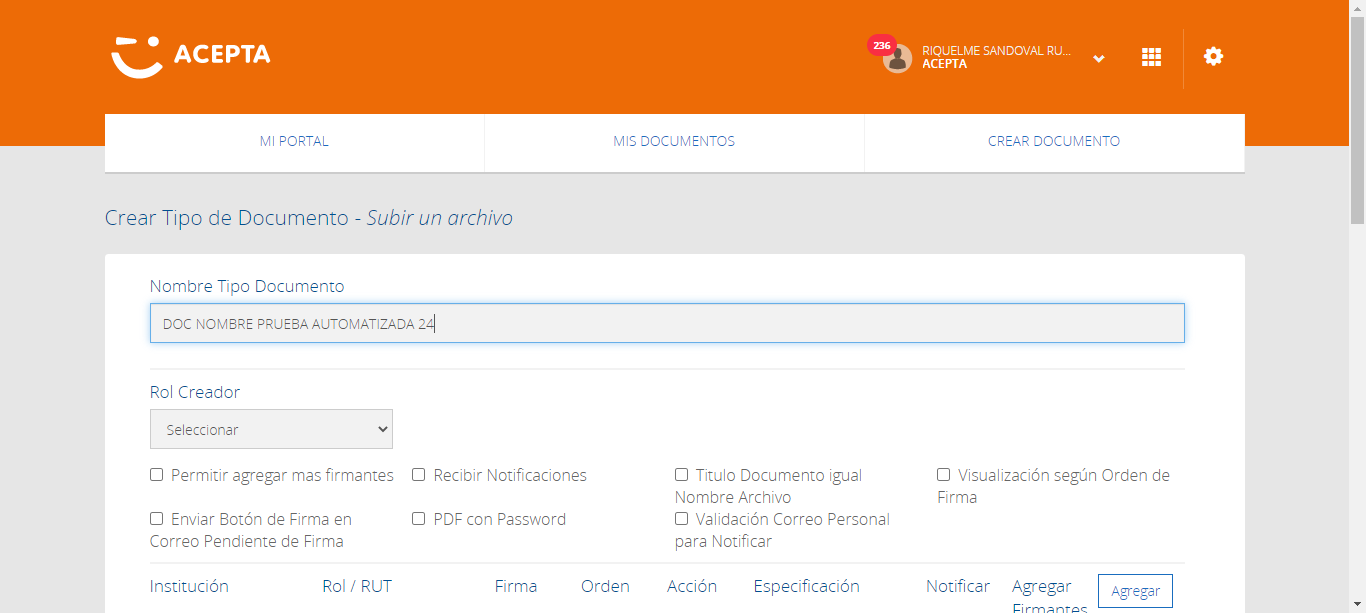 ACEPTA
236
RIQUELME SANDOVAL RU...
ACEPTA
MI PORTAL
MIS DOCUMENTOS
CREAR DOCUMENTO
Crear Tipo de Documento - Subir un archivo
Nombre Tipo Documento
DOC NOMBRE PRUEBA AUTOMATIZADA 24
Rol Creador
Seleccionar
Permitir agregar mas firmantes
Recibir Notificaciones
Titulo Documento igual
Nombre Archivo
Visualización según Orden de
Firma
Enviar Botón de Firma en
Correo Pendiente de Firma
PDF con Password
Validación Correo Personal
para Notificar
Institución
Rol / RUT
Firma
Orden
Acción
Especificación
Notificar
Agregar
Firmantes
Agregar